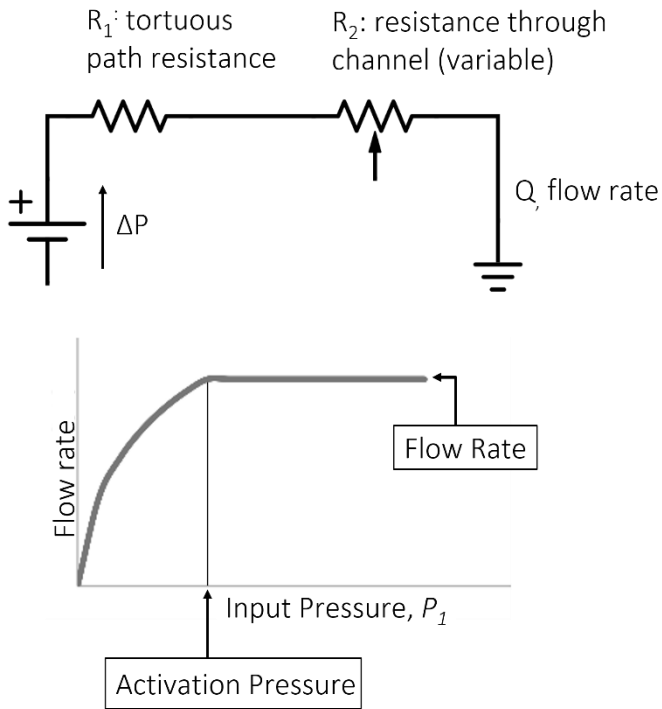 R1: tortuous
path resistance
R2: resistance through
channel (variable)
+
ΔP
Q, flow rate
Flow rate
Flow Rate
Input Pressure, P1
Activation Pressure